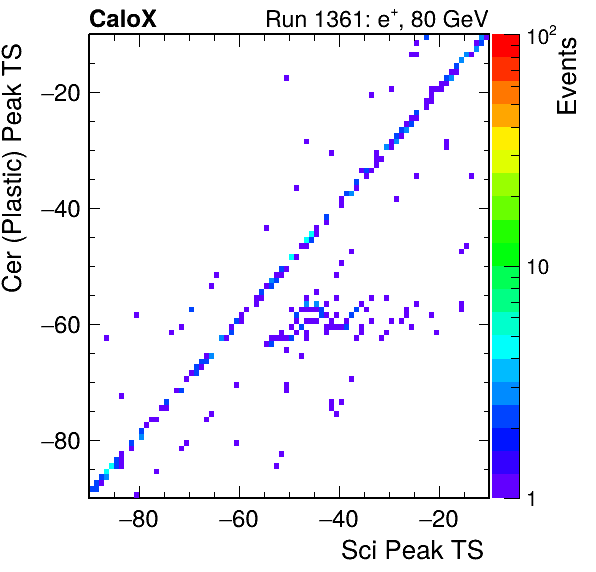 CaloX Run 1361: e⁺, 80 GeV
Cer (Plastic) Peak TS
−20
−40
−60
−80
−80 −60 −40 −20
Sci Peak TS
10²
10
1
Events